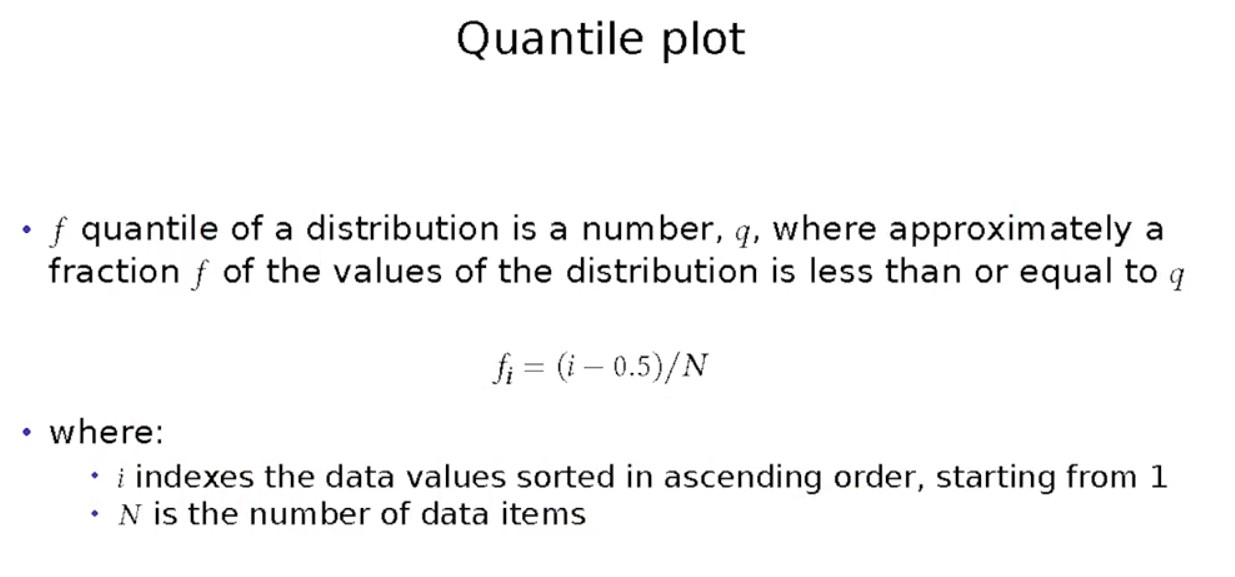 Quantile plot
• f quantile of a distribution is a number, q, where approximately a
fraction f of the values of the distribution is less than or equal to q
fᵢ = (i − 0.5)/N
• where:
• i indexes the data values sorted in ascending order, starting from 1
• N is the number of data items